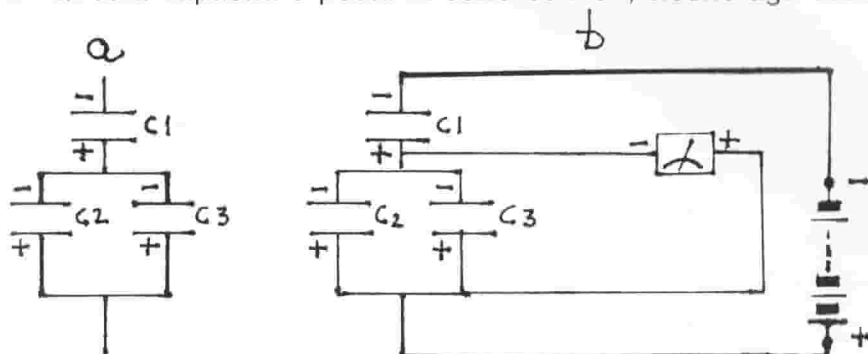 a
b
- - -
C1 C1 - +
+ + -
- - - -
C2 C3 C2 C3
+ + + +
+